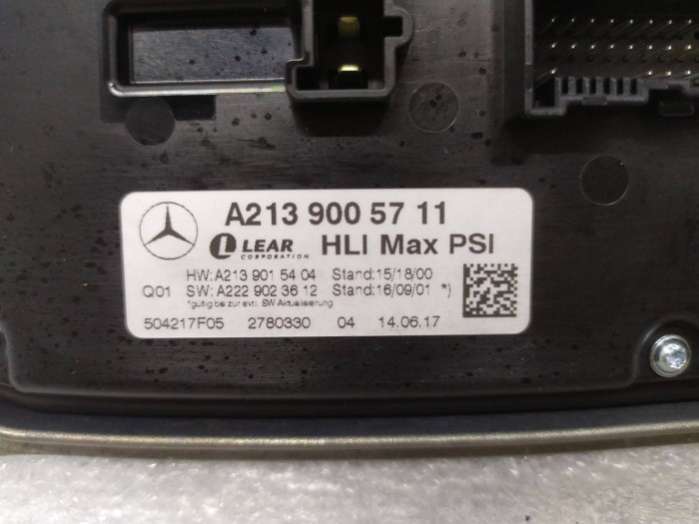 A213 900 57 11
LEAR CORPORATION HLI Max PSI
HW:A213 901 54 04 Stand:15/18/00
Q01 SW:A222 902 36 12 Stand:16/09/01 *)
*gültig bis zur evtl. SW Aktualisierung
504217F05 2780330 04 14.06.17